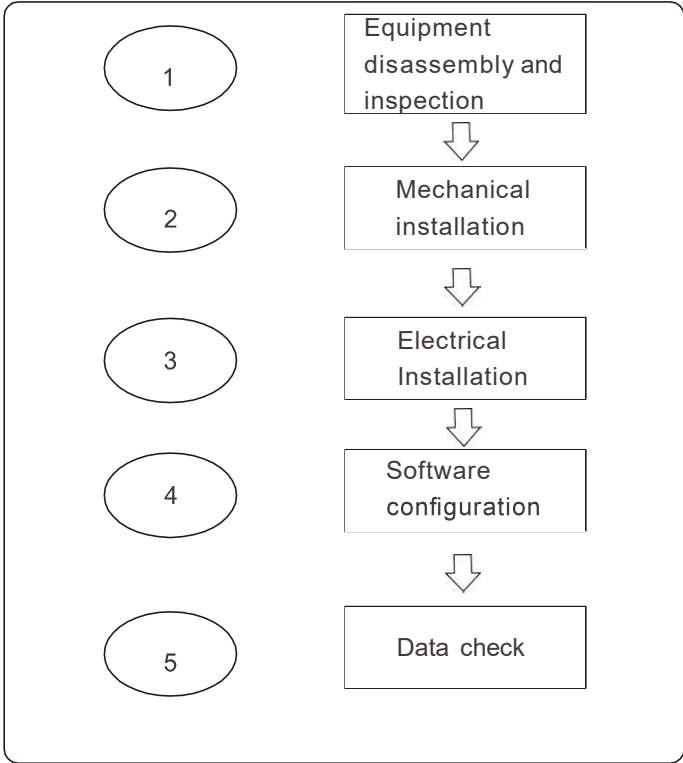 1
Equipment
disassembly and
inspection
2
Mechanical
installation
3
Electrical
Installation
4
Software
configuration
5
Data check